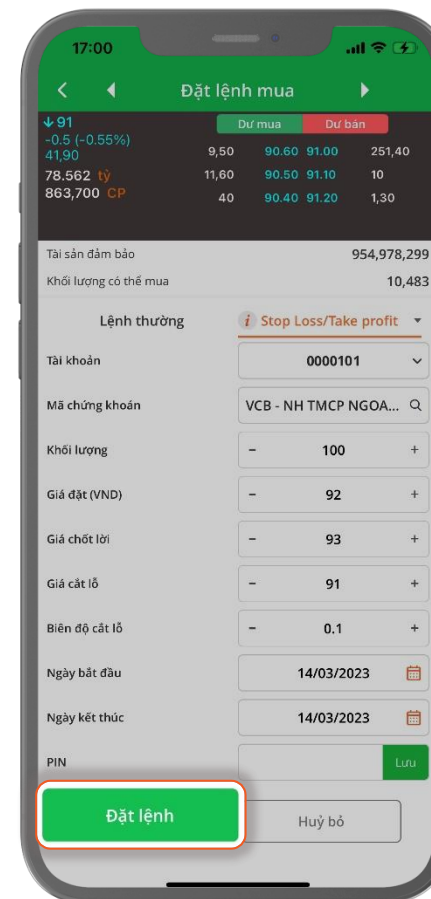 17:00
Đặt lệnh mua
91 Dư mua Dư bán
-0.5 (-0.55%)
41,90 9,50 90.60 91.00 251,40
78.562 tỷ 11,60 90.50 91.10 10
863,700 CP 40 90.40 91.20 1,30
Tài sản đảm bảo 954,978,299
Khối lượng có thể mua 10,483
Lệnh thường i Stop Loss/Take profit
Tài khoản 0000101
Mã chứng khoán VCB - NH TMCP NGOA...
Khối lượng - 100 +
Giá đặt (VND) - 92 +
Giá chốt lời - 93 +
Giá cắt lỗ - 91 +
Biên độ cắt lỗ - 0.1 +
Ngày bắt đầu 14/03/2023
Ngày kết thúc 14/03/2023
PIN Lưu
Đặt lệnh Huỷ bỏ